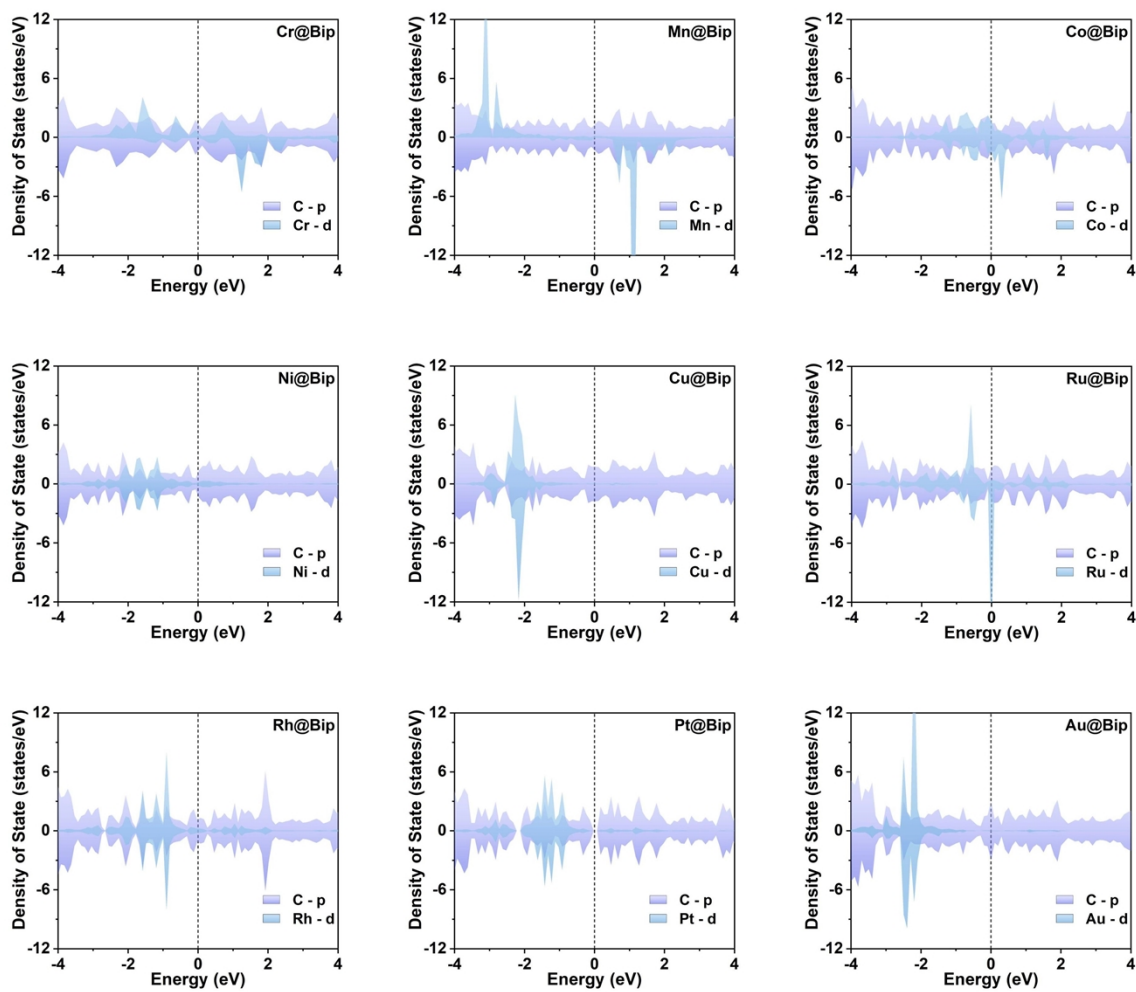 Cr@Bip
Density of State (states/eV)
12
6
0
-6
-12
C - p
Cr - d
-4 -2 0 2 4
Energy (eV)
Mn@Bip
Density of State (states/eV)
12
6
0
-6
-12
C - p
Mn - d
-4 -2 0 2 4
Energy (eV)
Co@Bip
Density of State (states/eV)
12
6
0
-6
-12
C - p
Co - d
-4 -2 0 2 4
Energy (eV)
Ni@Bip
Density of State (states/eV)
12
6
0
-6
-12
C - p
Ni - d
-4 -2 0 2 4
Energy (eV)
Cu@Bip
Density of State (states/eV)
12
6
0
-6
-12
C - p
Cu - d
-4 -2 0 2 4
Energy (eV)
Ru@Bip
Density of State (states/eV)
12
6
0
-6
-12
C - p
Ru - d
-4 -2 0 2 4
Energy (eV)
Rh@Bip
Density of State (states/eV)
12
6
0
-6
-12
C - p
Rh - d
-4 -2 0 2 4
Energy (eV)
Pt@Bip
Density of State (states/eV)
12
6
0
-6
-12
C - p
Pt - d
-4 -2 0 2 4
Energy (eV)
Au@Bip
Density of State (states/eV)
12
6
0
-6
-12
C - p
Au - d
-4 -2 0 2 4
Energy (eV)